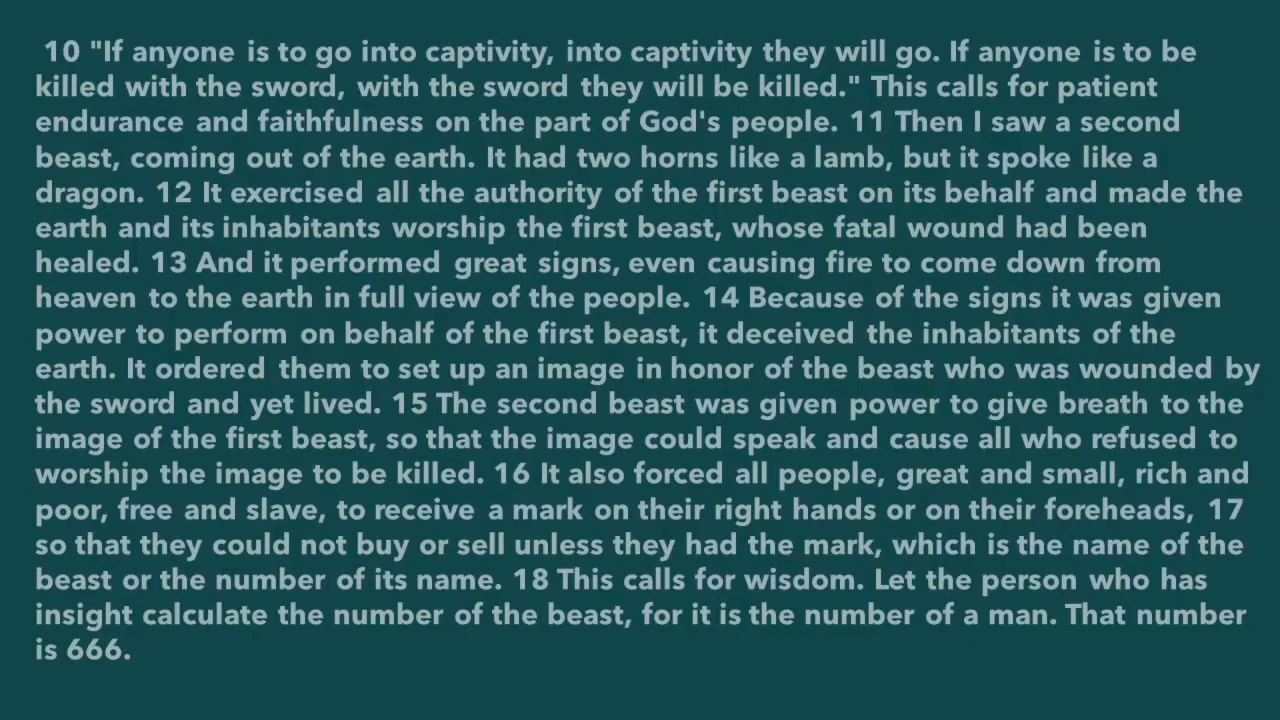 10 "If anyone is to go into captivity, into captivity they will go. If anyone is to be
killed with the sword, with the sword they will be killed." This calls for patient
endurance and faithfulness on the part of God's people. 11 Then I saw a second
beast, coming out of the earth. It had two horns like a lamb, but it spoke like a
dragon. 12 It exercised all the authority of the first beast on its behalf and made the
earth and its inhabitants worship the first beast, whose fatal wound had been
healed. 13 And it performed great signs, even causing fire to come down from
heaven to the earth in full view of the people. 14 Because of the signs it was given
power to perform on behalf of the first beast, it deceived the inhabitants of the
earth. It ordered them to set up an image in honor of the beast who was wounded by
the sword and yet lived. 15 The second beast was given power to give breath to the
image of the first beast, so that the image could speak and cause all who refused to
worship the image to be killed. 16 It also forced all people, great and small, rich and
poor, free and slave, to receive a mark on their right hands or on their foreheads, 17
so that they could not buy or sell unless they had the mark, which is the name of the
beast or the number of its name. 18 This calls for wisdom. Let the person who has
insight calculate the number of the beast, for it is the number of a man. That number
is 666.